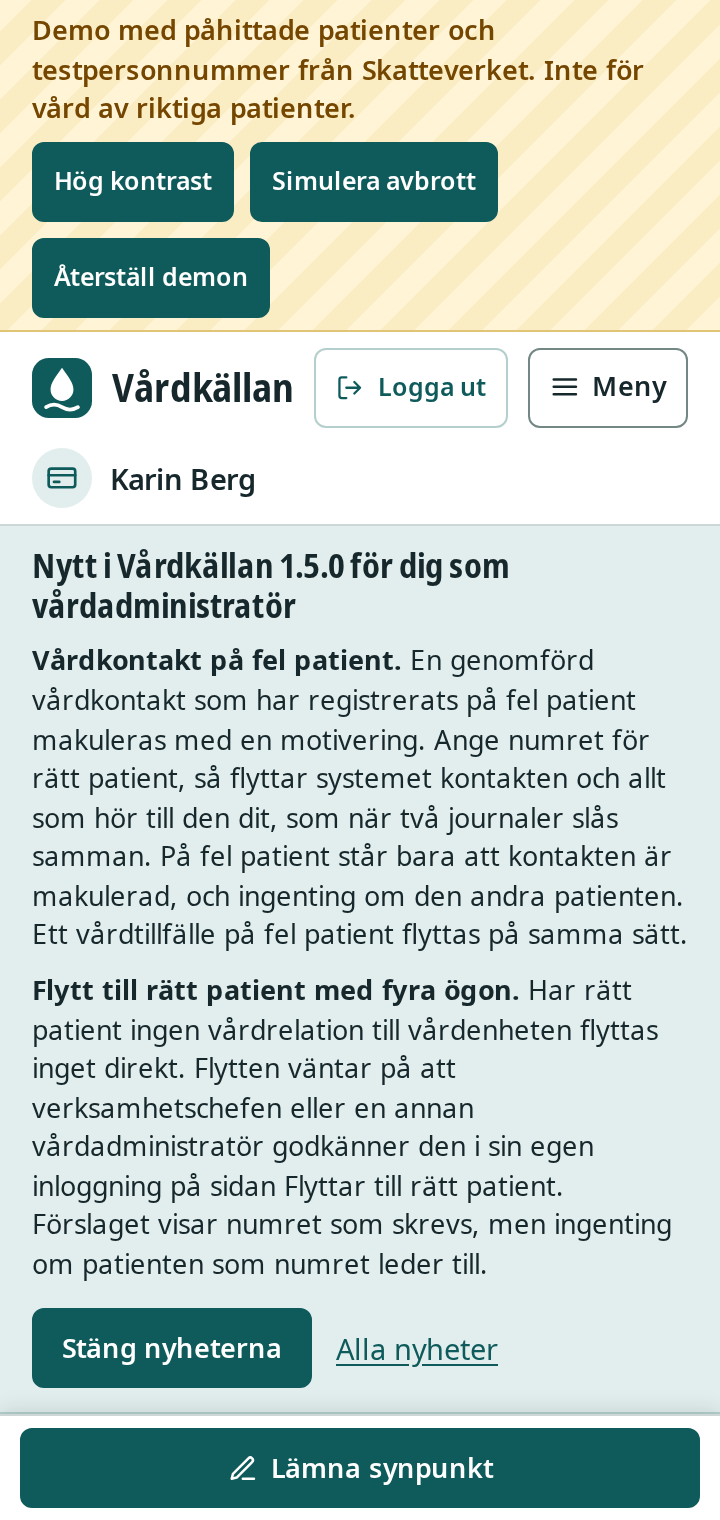 Demo med påhittade patienter och
testpersonnummer från Skatteverket. Inte för
vård av riktiga patienter.
Hög kontrast
Simulera avbrott
Återställ demon
Vårdkällan
Logga ut
Meny
Karin Berg
Nytt i Vårdkällan 1.5.0 för dig som
vårdadministratör
Vårdkontakt på fel patient. En genomförd
vårdkontakt som har registrerats på fel patient
makuleras med en motivering. Ange numret för
rätt patient, så flyttar systemet kontakten och allt
som hör till den dit, som när två journaler slås
samman. På fel patient står bara att kontakten är
makulerad, och ingenting om den andra patienten.
Ett vårdtillfälle på fel patient flyttas på samma sätt.
Flytt till rätt patient med fyra ögon. Har rätt
patient ingen vårdrelation till vårdenheten flyttas
inget direkt. Flytten väntar på att
verksamhetschefen eller en annan
vårdadministratör godkänner den i sin egen
inloggning på sidan Flyttar till rätt patient.
Förslaget visar numret som skrevs, men ingenting
om patienten som numret leder till.
Stäng nyheterna
Alla nyheter
Lämna synpunkt